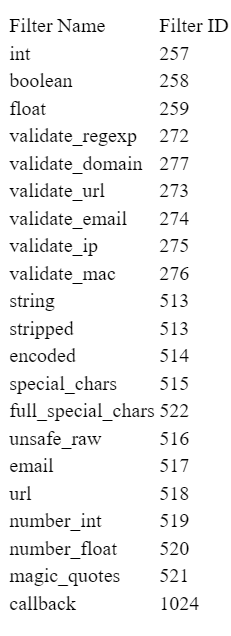 Filter Name Filter ID
int 257
boolean 258
float 259
validate_regexp 272
validate_domain 277
validate_url 273
validate_email 274
validate_ip 275
validate_mac 276
string 513
stripped 513
encoded 514
special_chars 515
full_special_chars 522
unsafe_raw 516
email 517
url 518
number_int 519
number_float 520
magic_quotes 521
callback 1024